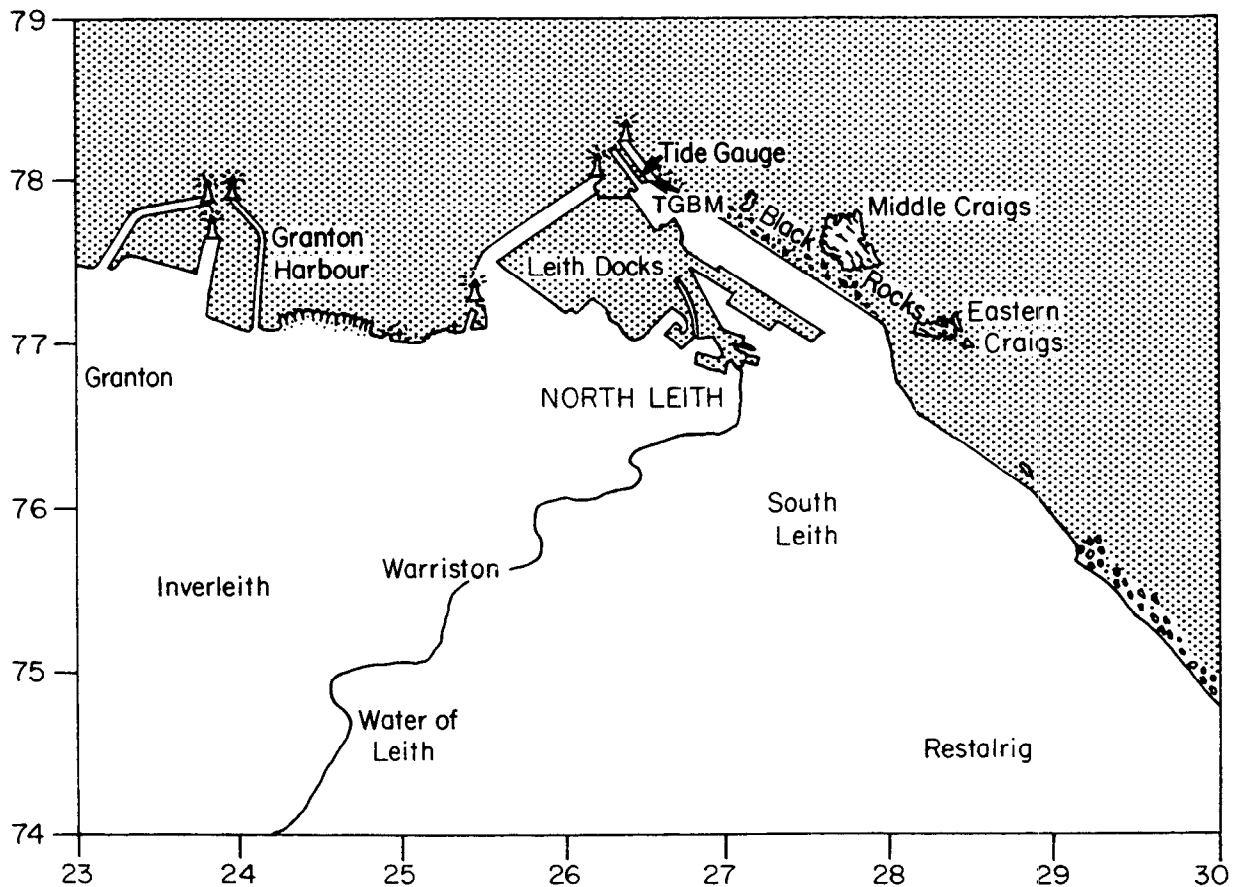 79
78
77
76
75
74
23
24
25
26
27
28
29
30
Tide Gauge
TGBM
Middle Craigs
Black
Rocks
Granton
Harbour
Leith Docks
Eastern
Craigs
Granton
NORTH LEITH
South
Leith
Warriston
Inverleith
Water of
Leith
Restalrig